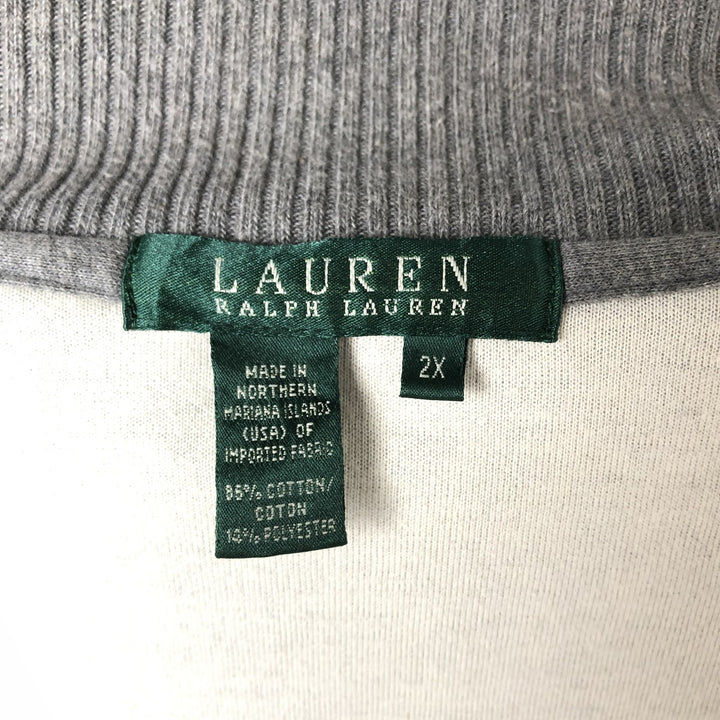 LAUREN
RALPH LAUREN
2X
MADE IN
NORTHERN
MARIANA ISLANDS
(USA) OF
IMPORTED FABRIC
86% COTTON/
COTON
14% POLYESTER